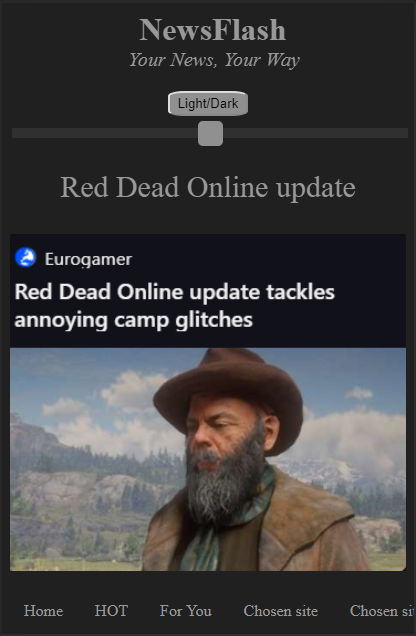 NewsFlash
Your News, Your Way
Light/Dark
Red Dead Online update
Eurogamer
Red Dead Online update tackles
annoying camp glitches
Home HOT For You Chosen site Chosen si